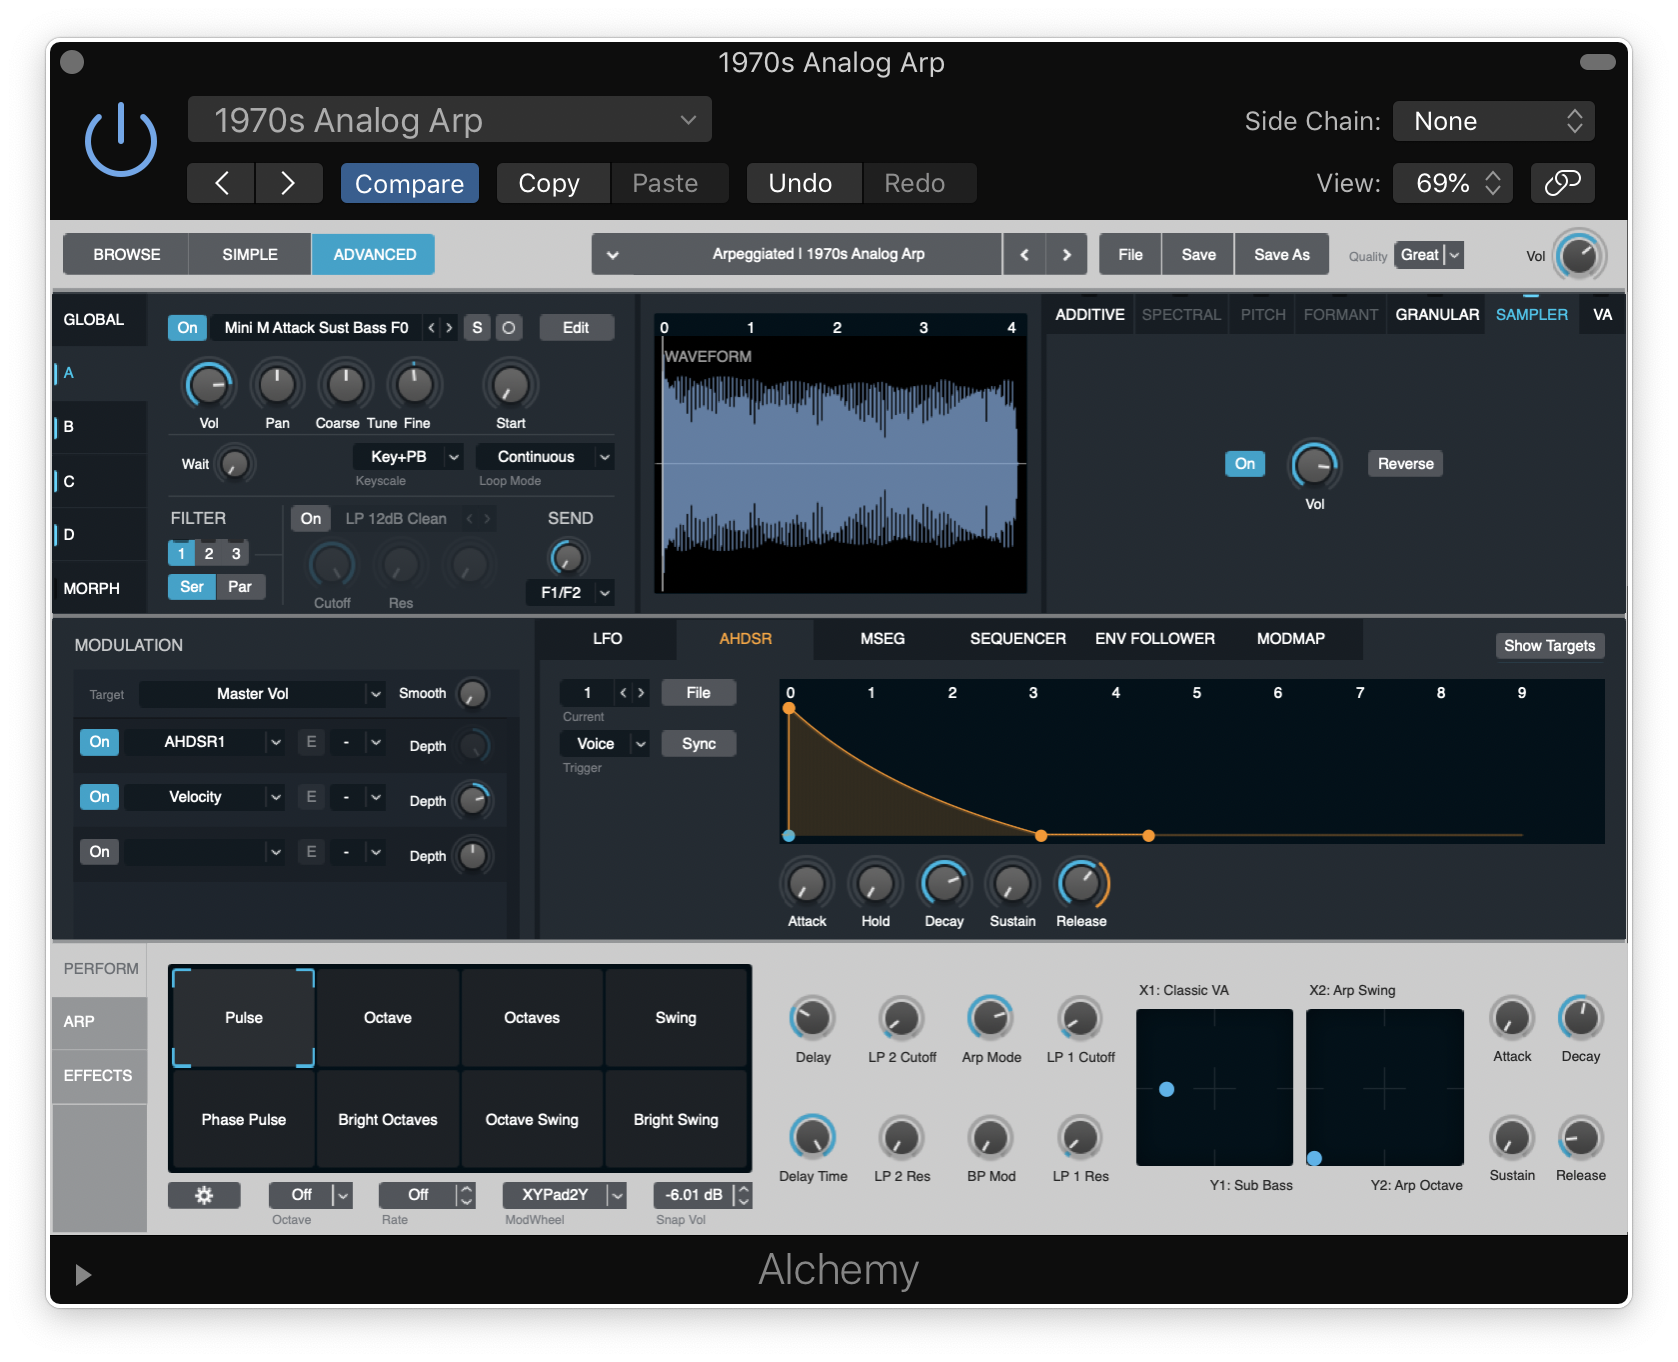 1970s Analog Arp
1970s Analog Arp
Side Chain: None
Compare Copy Paste Undo Redo
View: 69%
BROWSE SIMPLE ADVANCED
Arpeggiated | 1970s Analog Arp
File Save Save As
Quality Great
Vol
GLOBAL
A
B
C
D
MORPH
On Mini M Attack Sust Bass F0 S Edit
Vol Pan Coarse Tune Fine Start
Wait Key+PB Continuous
Keyscale Loop Mode
FILTER On LP 12dB Clean SEND
1 2 3
Ser Par
Cutoff Res
F1/F2
0 1 2 3 4
WAVEFORM
ADDITIVE SPECTRAL PITCH FORMANT GRANULAR SAMPLER VA
On Vol Reverse
MODULATION
Target Master Vol Smooth
On AHDSR1 E - Depth
On Velocity E - Depth
On E - Depth
LFO AHDSR MSEG SEQUENCER ENV FOLLOWER MODMAP
Show Targets
1 File
Current
Voice Sync
Trigger
0 1 2 3 4 5 6 7 8 9
Attack Hold Decay Sustain Release
PERFORM
ARP
EFFECTS
Pulse Octave Octaves Swing
Phase Pulse Bright Octaves Octave Swing Bright Swing
Off Off XYPad2Y -6.01 dB
Octave Rate ModWheel Snap Vol
Delay LP 2 Cutoff Arp Mode LP 1 Cutoff
Delay Time LP 2 Res BP Mod LP 1 Res
X1: Classic VA X2: Arp Swing
Y1: Sub Bass Y2: Arp Octave
Attack Decay
Sustain Release
Alchemy